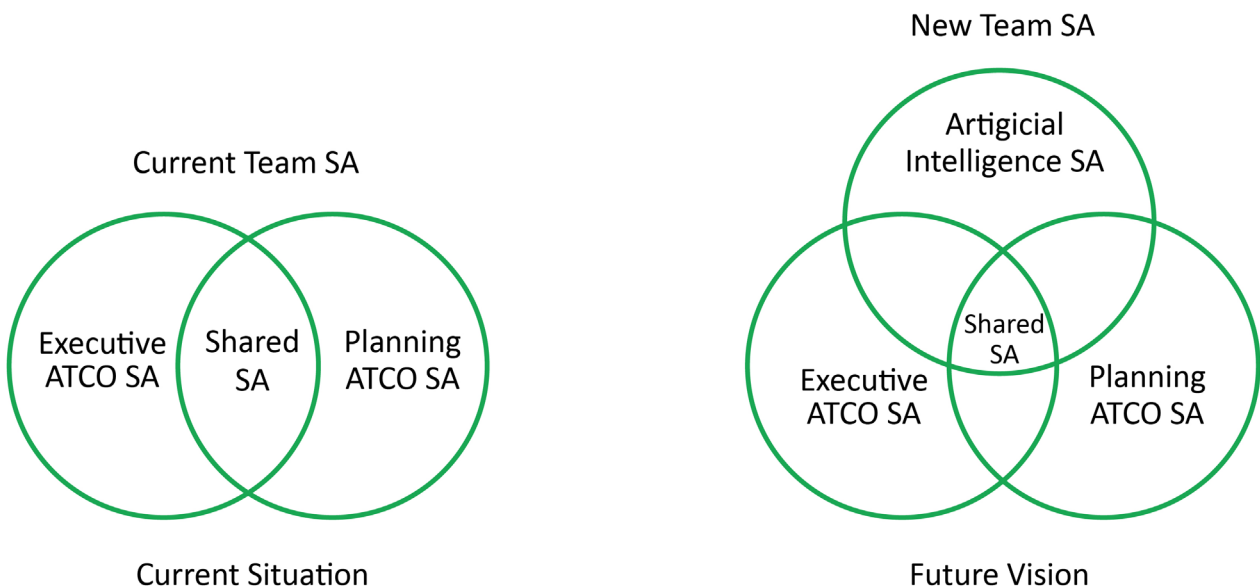 Current Team SA
Executive
ATCO SA
Shared
SA
Planning
ATCO SA
Current Situation
New Team SA
Artigicial
Intelligence SA
Shared
SA
Executive
ATCO SA
Planning
ATCO SA
Future Vision